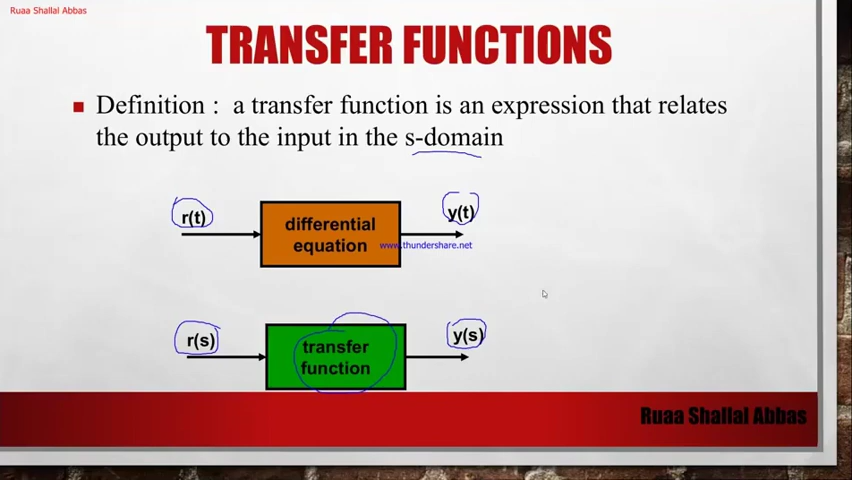 Ruaa Shallal Abbas
TRANSFER FUNCTIONS
Definition : a transfer function is an expression that relates
the output to the input in the s-domain
r(t)
differential
equation
y(t)
www.thundershare.net
r(s)
transfer
function
y(s)
Ruaa Shallal Abbas